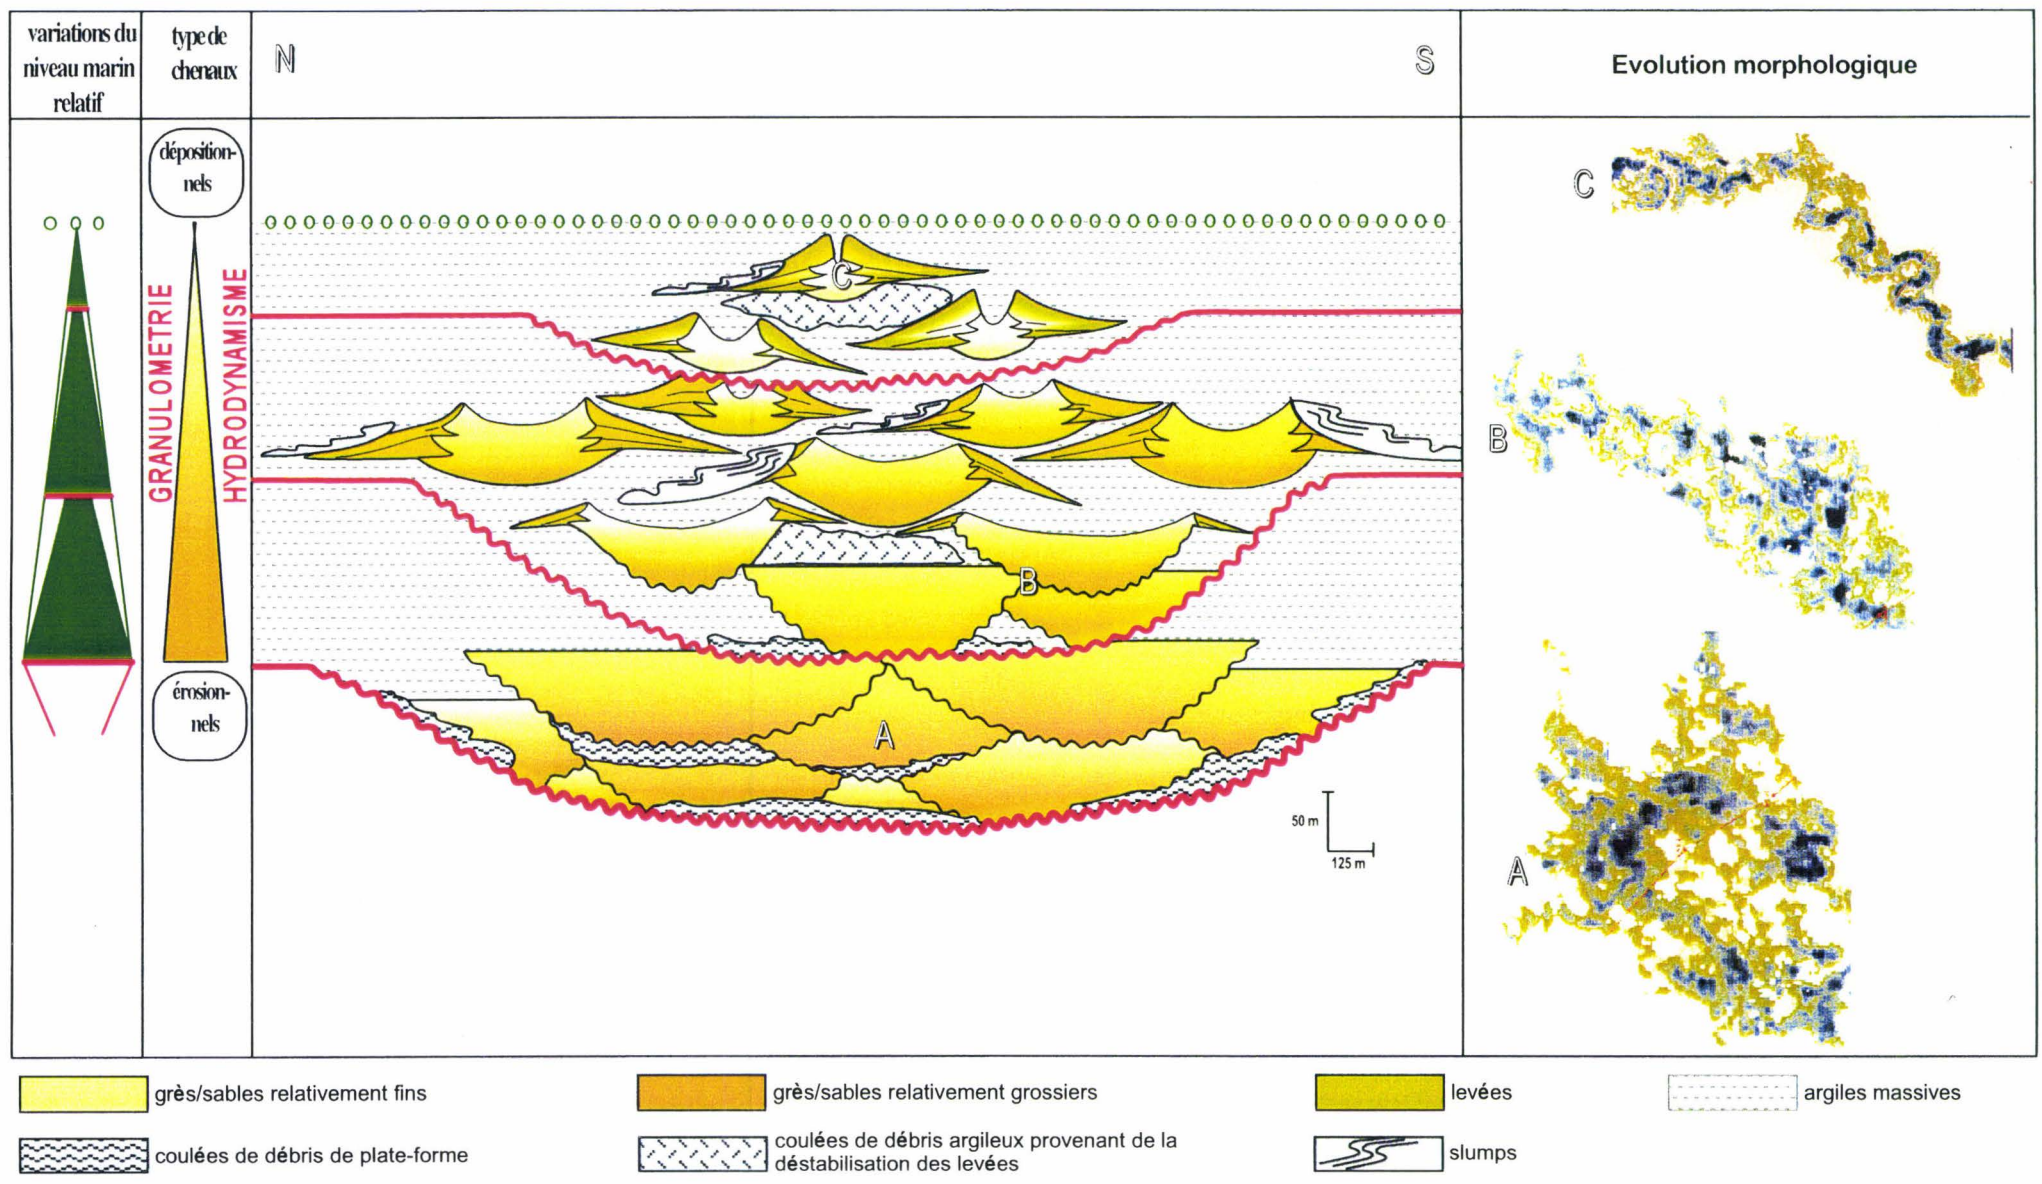 variations du
niveau marin
relatif
type de
chenaux
N
S
Evolution morphologique
déposition-
nels
GRANULOMETRIE
HYDRODYNAMISME
érosion-
nels
C
B
A
50 m
125 m
C
B
A
grès/sables relativement fins
grès/sables relativement grossiers
levées
argiles massives
coulées de débris de plate-forme
coulées de débris argileux provenant de la
déstabilisation des levées
slumps